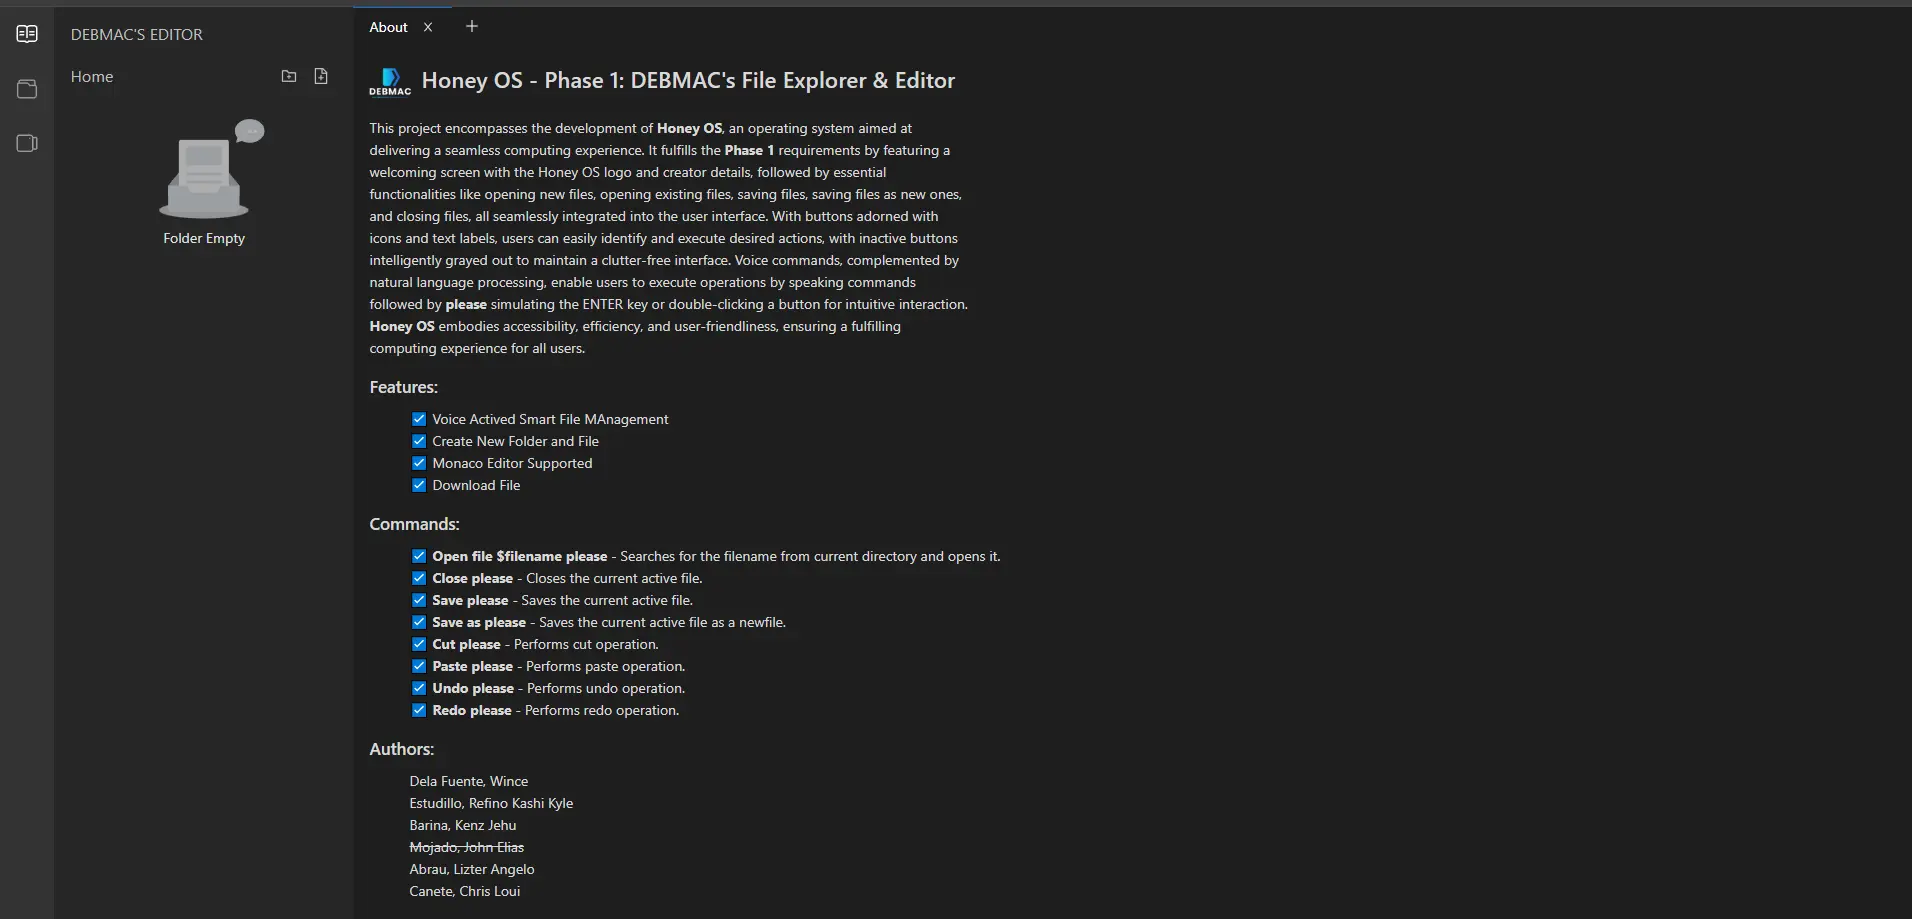 DEBMAC'S EDITOR
Home
Folder Empty
About
DEBMAC
Honey OS - Phase 1: DEBMAC's File Explorer & Editor
This project encompasses the development of Honey OS, an operating system aimed at
delivering a seamless computing experience. It fulfills the Phase 1 requirements by featuring a
welcoming screen with the Honey OS logo and creator details, followed by essential
functionalities like opening new files, opening existing files, saving files, saving files as new ones,
and closing files, all seamlessly integrated into the user interface. With buttons adorned with
icons and text labels, users can easily identify and execute desired actions, with inactive buttons
intelligently grayed out to maintain a clutter-free interface. Voice commands, complemented by
natural language processing, enable users to execute operations by speaking commands
followed by please simulating the ENTER key or double-clicking a button for intuitive interaction.
Honey OS embodies accessibility, efficiency, and user-friendliness, ensuring a fulfilling
computing experience for all users.
Features:
Voice Actived Smart File MAnagement
Create New Folder and File
Monaco Editor Supported
Download File
Commands:
Open file $filename please - Searches for the filename from current directory and opens it.
Close please - Closes the current active file.
Save please - Saves the current active file.
Save as please - Saves the current active file as a newfile.
Cut please - Performs cut operation.
Paste please - Performs paste operation.
Undo please - Performs undo operation.
Redo please - Performs redo operation.
Authors:
Dela Fuente, Wince
Estudillo, Refino Kashi Kyle
Barina, Kenz Jehu
Mojado, John Elias
Abrau, Lizter Angelo
Canete, Chris Loui